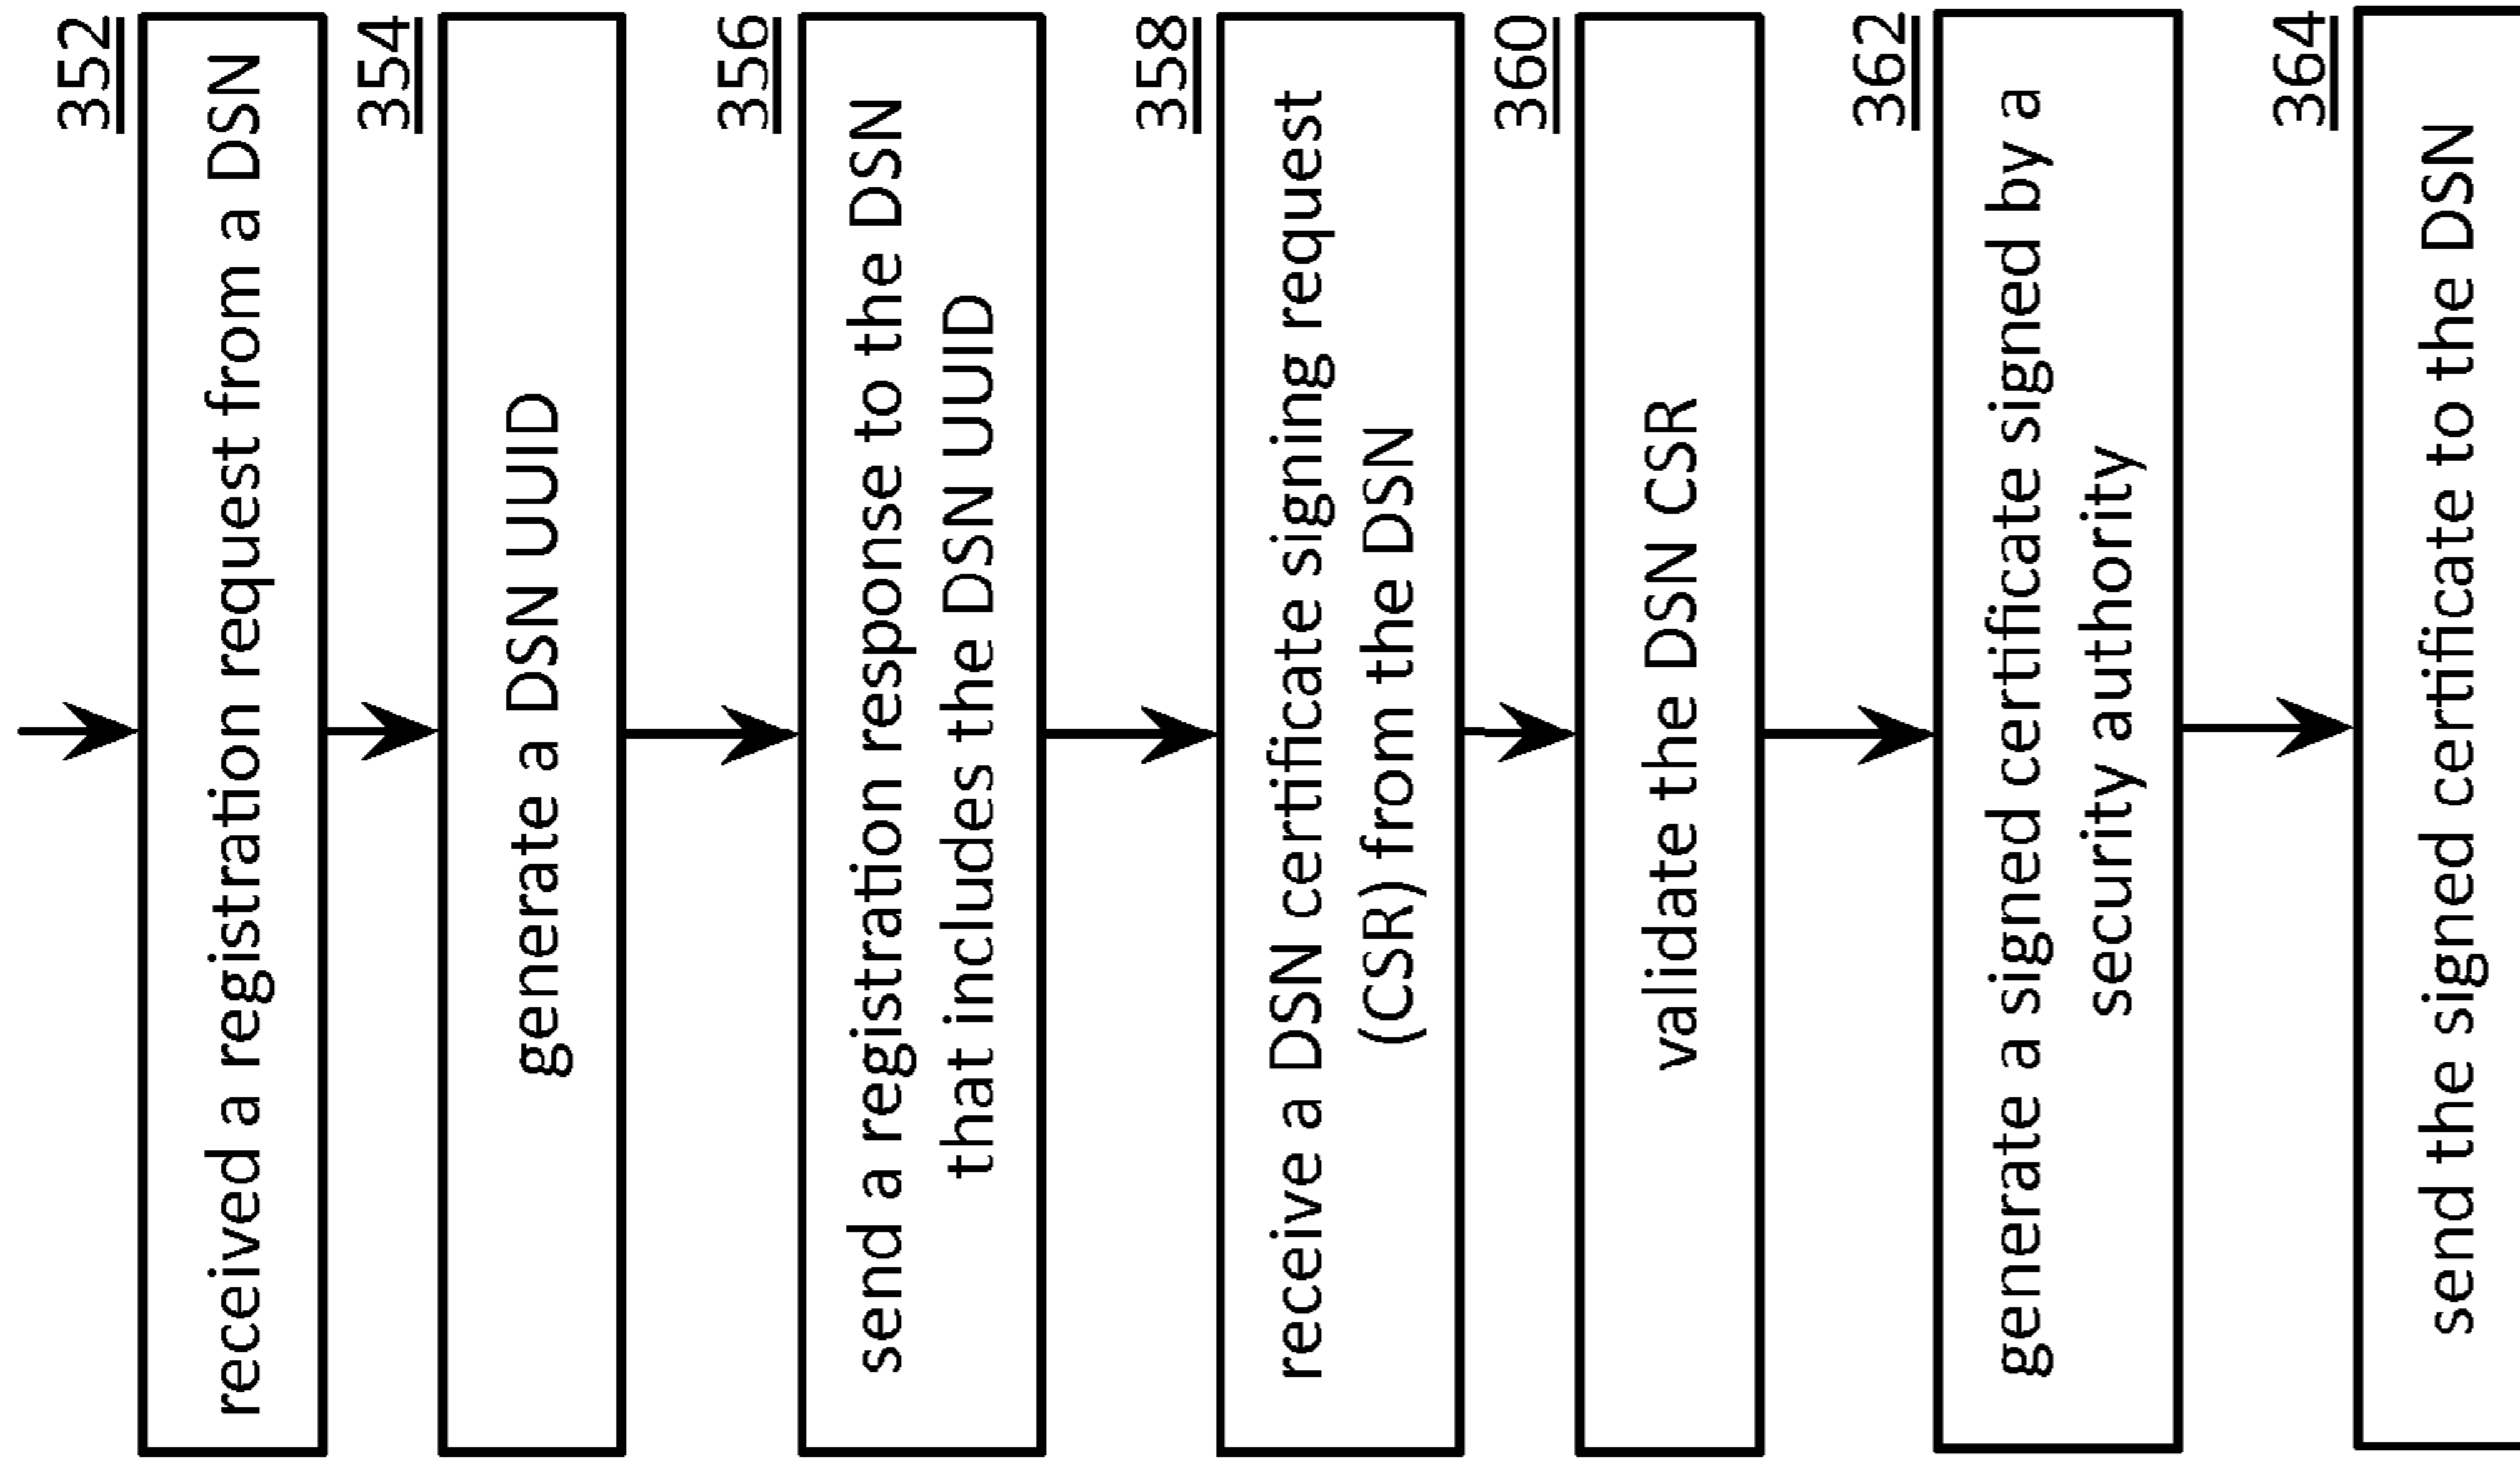 352
received a registration request from a DSN
354
generate a DSN UUID
356
send a registration response to the DSN
that includes the DSN UUID
358
receive a DSN certificate signing request
(CSR) from the DSN
360
validate the DSN CSR
362
generate a signed certificate signed by a
security authority
364
send the signed certificate to the DSN